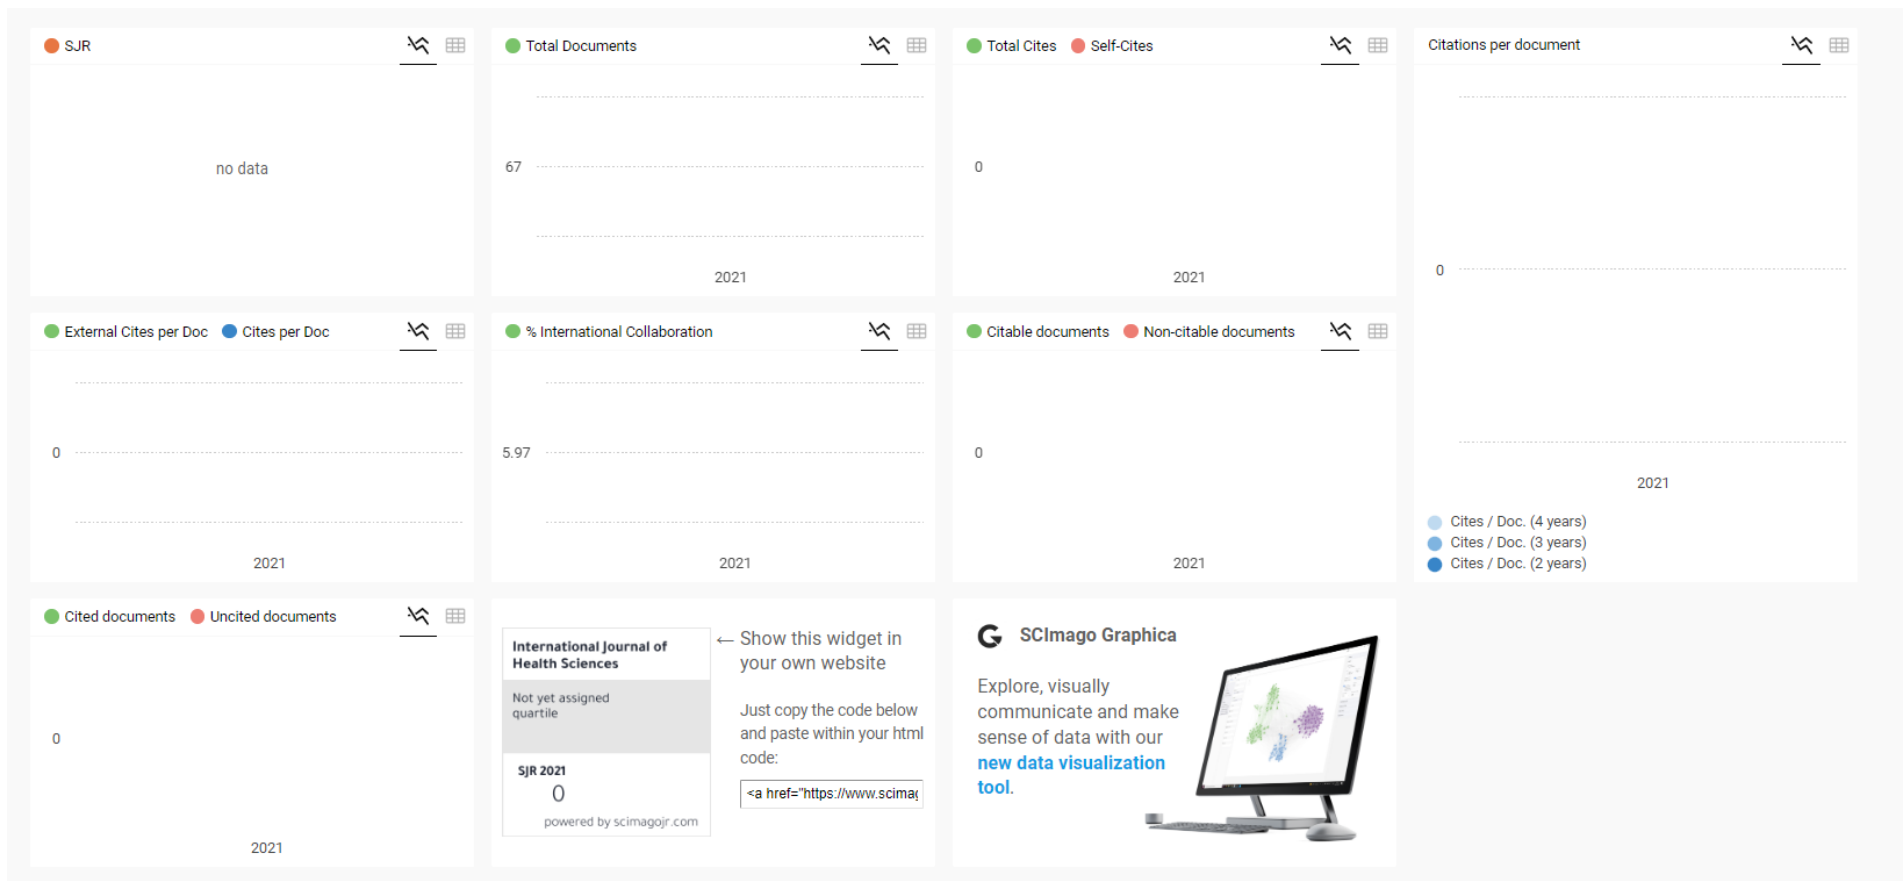 SJR
no data
Total Documents
67
2021
Total Cites Self-Cites
0
2021
Citations per document
0
2021
Cites / Doc. (4 years)
Cites / Doc. (3 years)
Cites / Doc. (2 years)
External Cites per Doc Cites per Doc
0
2021
% International Collaboration
5.97
2021
Citable documents Non-citable documents
0
2021
Cited documents Uncited documents
0
2021
International Journal of
Health Sciences
Not yet assigned
quartile
SJR 2021
0
powered by scimagojr.com
← Show this widget in
your own website
Just copy the code below
and paste within your html
code:
<a href="https://www.scimag
SCImago Graphica
Explore, visually
communicate and make
sense of data with our
new data visualization
tool.